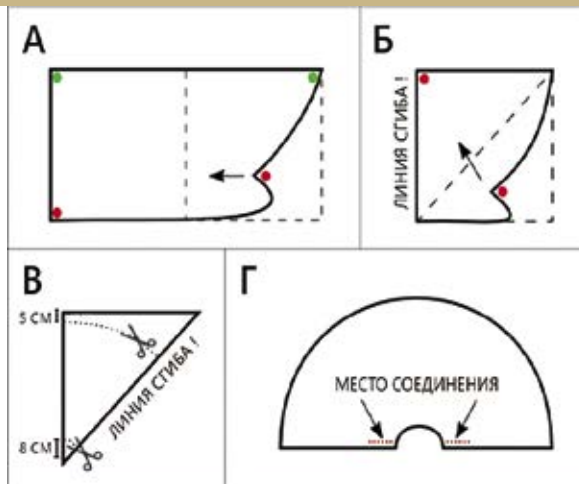 А
Б
ЛИНИЯ СГИБА !
В
5 СМ
ЛИНИЯ СГИБА !
8 СМ
Г
МЕСТО СОЕДИНЕНИЯ